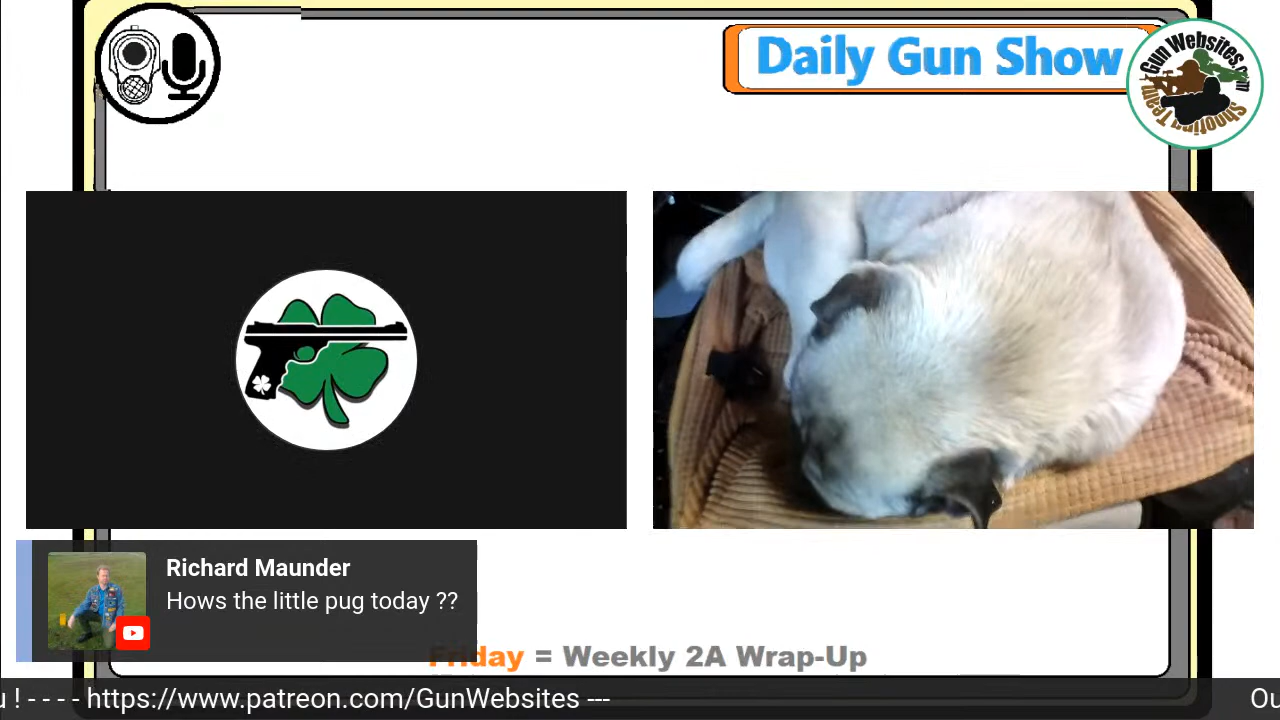 Daily Gun Show
Gun Websites.com
Shooting Team
Richard Maunder
Hows the little pug today ??
Friday = Weekly 2A Wrap-Up
u ! - - - - https://www.patreon.com/GunWebsites ---
Ou